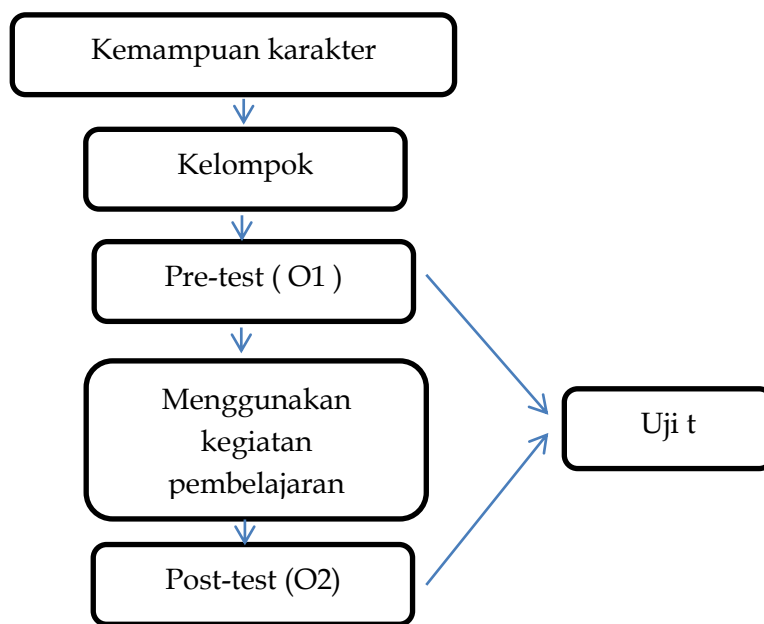 Kemampuan karakter
Kelompok
Pre-test ( O1 )
Menggunakan
kegiatan
pembelajaran
Post-test (O2)
Uji t